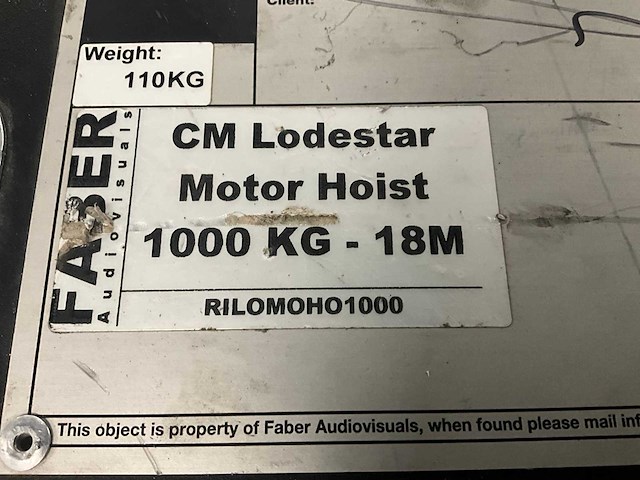 Client:
Weight:
110KG
FABER
Audiovisuals
CM Lodestar
Motor Hoist
1000 KG - 18M
RILOMOHO1000
This object is property of Faber Audiovisuals, when found please mail inf